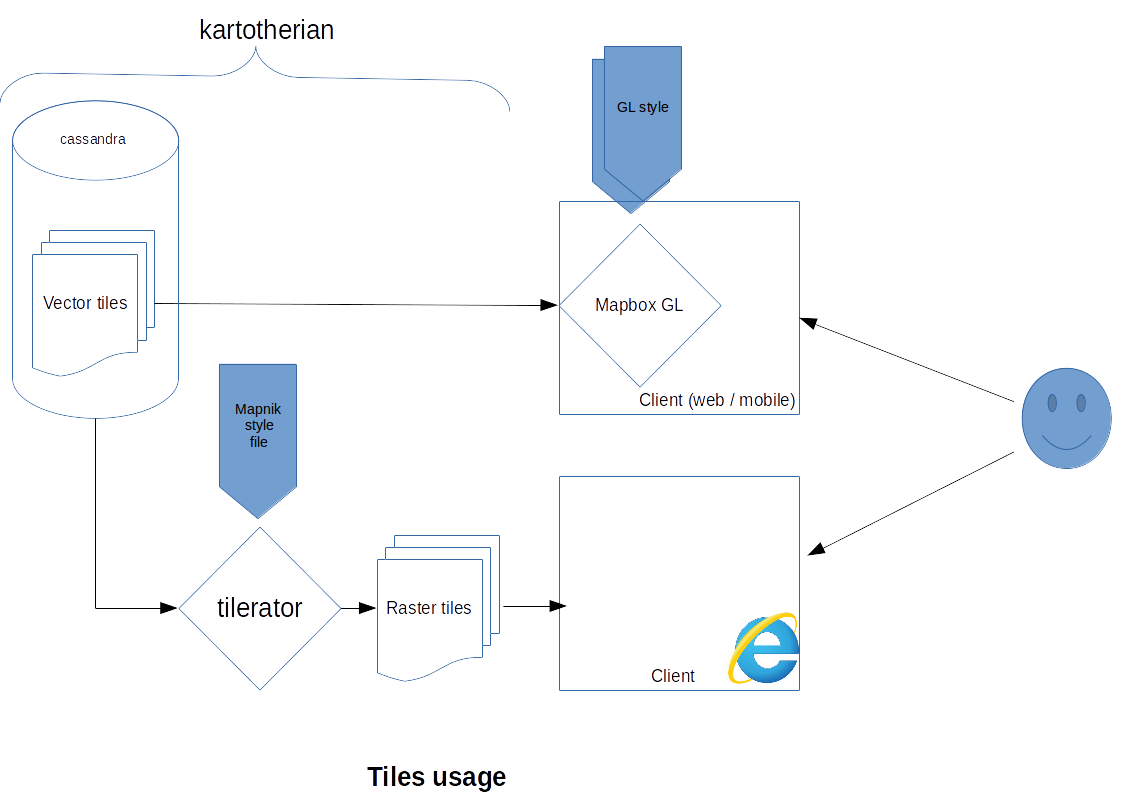 kartotherian
cassandra
GL style
Vector tiles
Mapbox GL
Client (web / mobile)
Mapnik
style
file
tilerator
Raster tiles
Client
Tiles usage